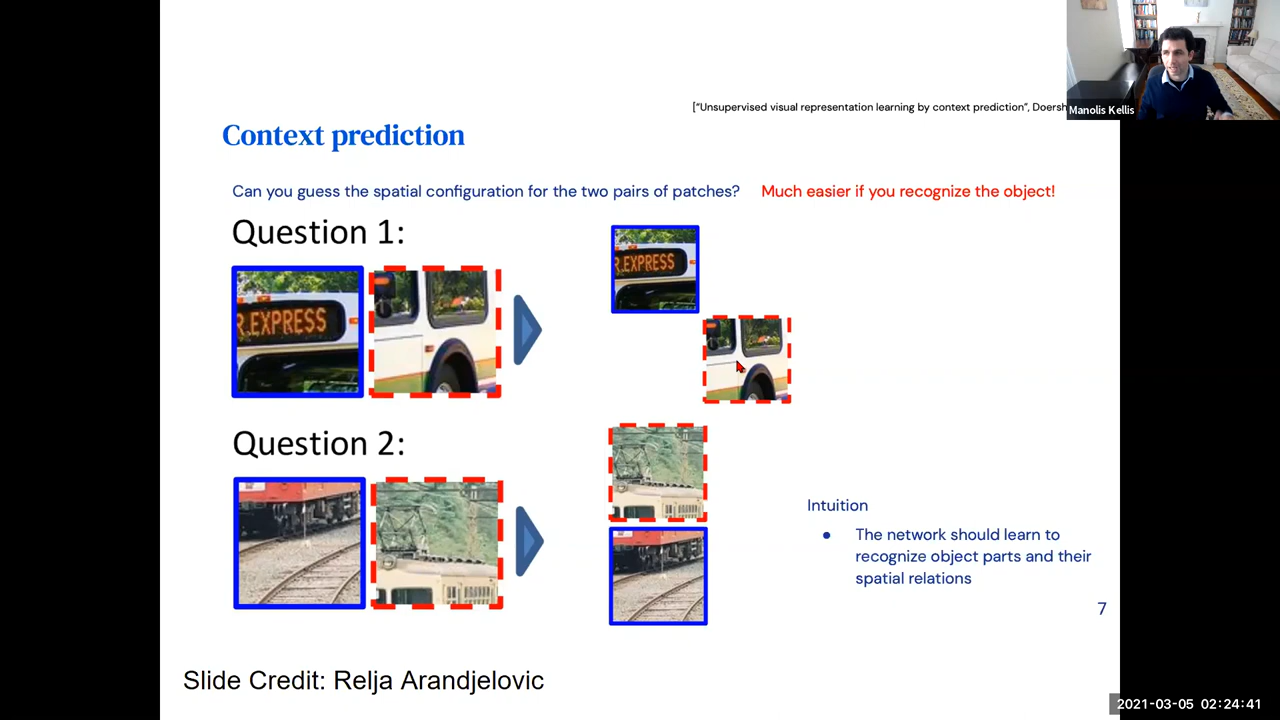 ["Unsupervised visual representation learning by context prediction", Doersh
Manolis Kellis
Context prediction
Can you guess the spatial configuration for the two pairs of patches? Much easier if you recognize the object!
Question 1:
R.EXPRESS
R.EXPRESS
Question 2:
Intuition
● The network should learn to
recognize object parts and their
spatial relations
7
Slide Credit: Relja Arandjelovic
2021-03-05 02:24:41